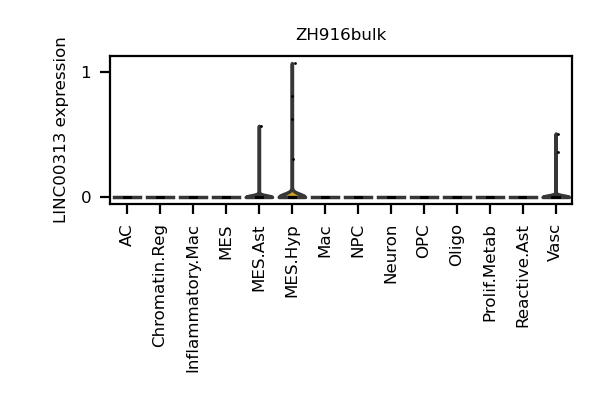 ZH916bulk
LINC00313 expression
1
0
AC
Chromatin.Reg
Inflammatory.Mac
MES
MES.Ast
MES.Hyp
Mac
NPC
Neuron
OPC
Oligo
Prolif.Metab
Reactive.Ast
Vasc